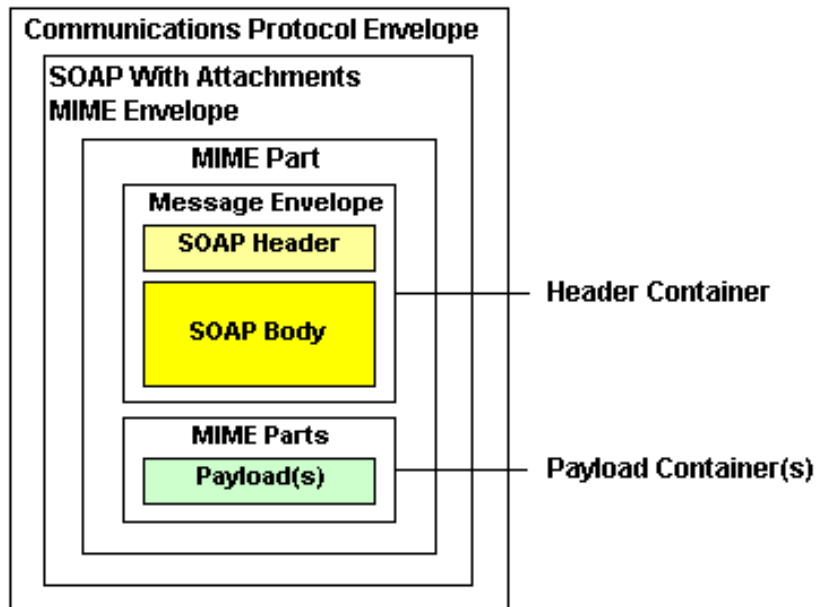 Communications Protocol Envelope
SOAP With Attachments
MIME Envelope
MIME Part
Message Envelope
SOAP Header
SOAP Body
Header Container
MIME Parts
Payload(s)
Payload Container(s)